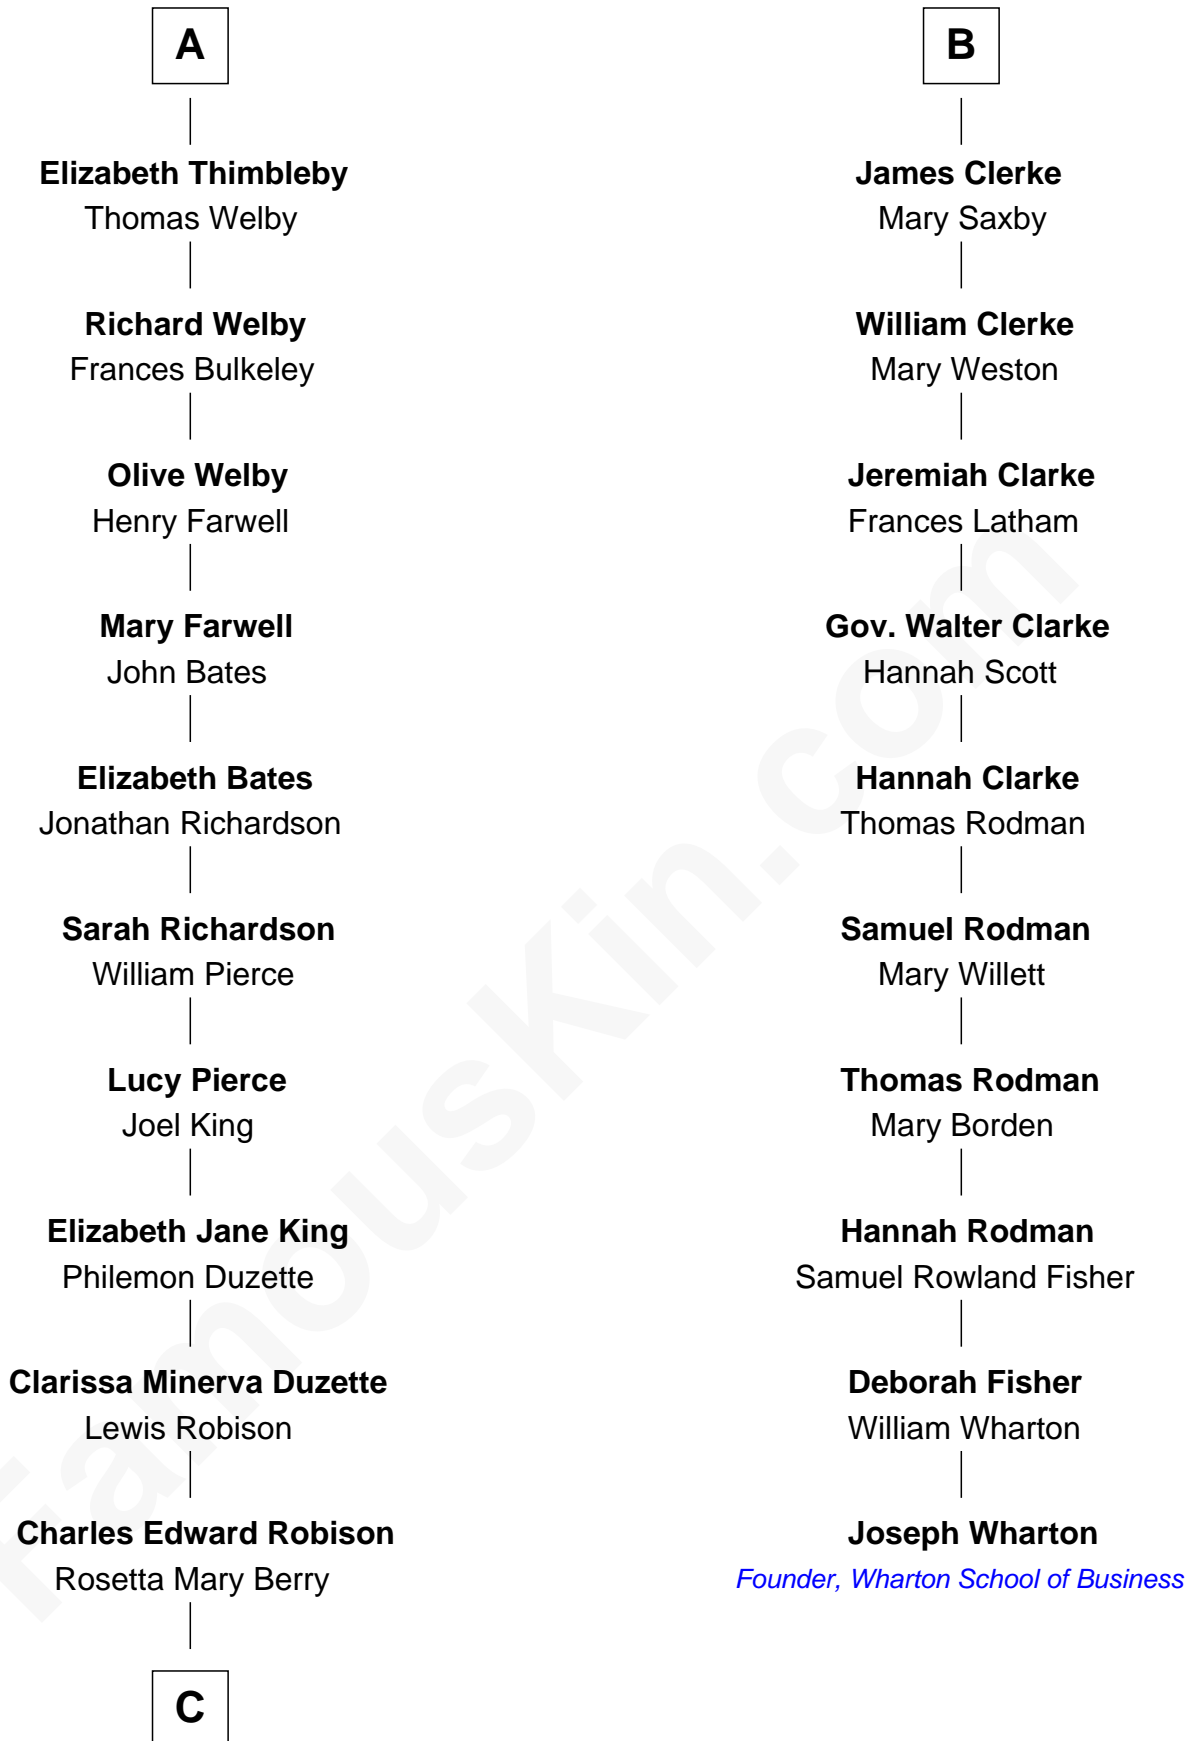 A
Elizabeth Thimbleby
Thomas Welby
Richard Welby
Frances Bulkeley
Olive Welby
Henry Farwell
Mary Farwell
John Bates
Elizabeth Bates
Jonathan Richardson
Sarah Richardson
William Pierce
Lucy Pierce
Joel King
Elizabeth Jane King
Philemon Duzette
Clarissa Minerva Duzette
Lewis Robison
Charles Edward Robison
Rosetta Mary Berry
C
B
James Clerke
Mary Saxby
William Clerke
Mary Weston
Jeremiah Clarke
Frances Latham
Gov. Walter Clarke
Hannah Scott
Hannah Clarke
Thomas Rodman
Samuel Rodman
Mary Willett
Thomas Rodman
Mary Borden
Hannah Rodman
Samuel Rowland Fisher
Deborah Fisher
William Wharton
Joseph Wharton
Founder, Wharton School of Business
FamousKin.com